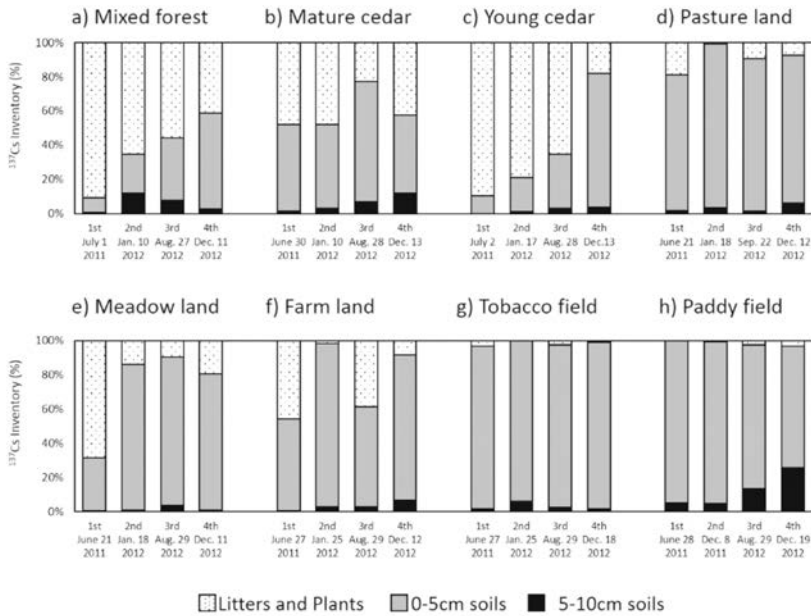 a) Mixed forest b) Mature cedar c) Young cedar d) Pasture land
137Cs Inventory (%)
100%
80%
60%
40%
20%
0%
1st 2nd 3rd 4th 1st 2nd 3rd 4th 1st 2nd 3rd 4th 1st 2nd 3rd 4th
July 1 Jan. 10 Aug. 27 Dec. 11 June 30 Jan. 10 Aug. 28 Dec. 13 July 2 Jan. 17 Aug. 28 Dec.13 June 21 Jan. 18 Sep. 22 Dec. 12
2011 2012 2012 2012 2011 2012 2012 2012 2011 2012 2012 2012 2011 2012 2012 2012
e) Meadow land f) Farm land g) Tobacco field h) Paddy field
137Cs Inventory (%)
100%
80%
60%
40%
20%
0%
1st 2nd 3rd 4th 1st 2nd 3rd 4th 1st 2nd 3rd 4th 1st 2nd 3rd 4th
June 21 Jan. 18 Aug. 29 Dec. 11 June 27 Jan. 25 Aug. 29 Dec. 12 June 27 Jan. 25 Aug. 29 Dec. 18 June 28 Dec. 8 Aug. 29 Dec. 19
2011 2012 2012 2012 2011 2012 2012 2012 2011 2012 2012 2012 2011 2011 2012 2012
Litters and Plants 0-5cm soils 5-10cm soils